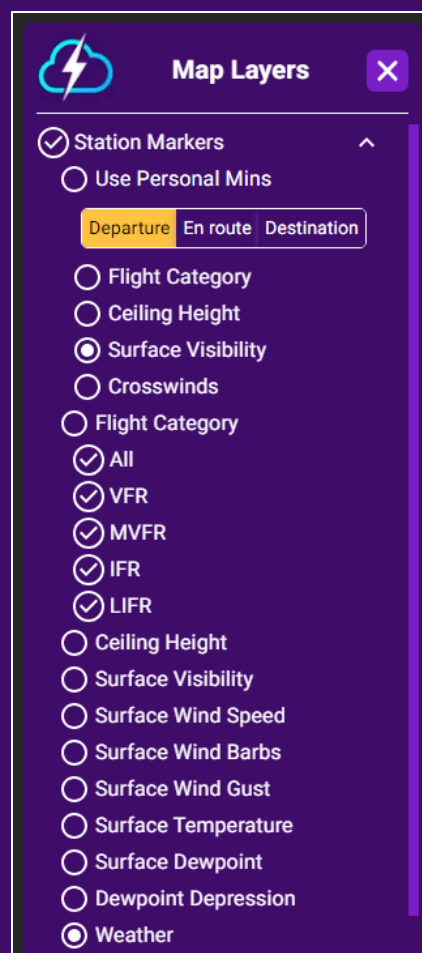 Map Layers
Station Markers
Use Personal Mins
Departure En route Destination
Flight Category
Ceiling Height
Surface Visibility
Crosswinds
Flight Category
All
VFR
MVFR
IFR
LIFR
Ceiling Height
Surface Visibility
Surface Wind Speed
Surface Wind Barbs
Surface Wind Gust
Surface Temperature
Surface Dewpoint
Dewpoint Depression
Weather